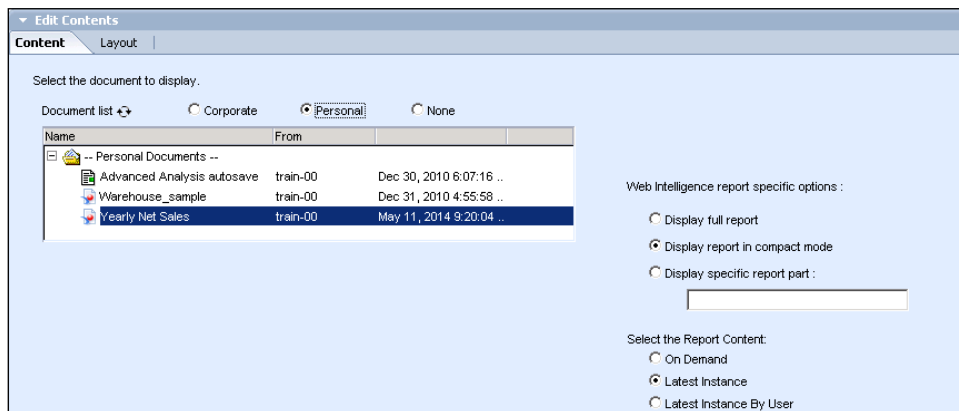 Edit Contents
Content Layout
Select the document to display.
Document list Corporate Personal None
Name From
-- Personal Documents --
Advanced Analysis autosave train-00 Dec 30, 2010 6:07:16 ..
Warehouse_sample train-00 Dec 31, 2010 4:55:58 ..
Yearly Net Sales train-00 May 11, 2014 9:20:04 ..
Web Intelligence report specific options :
Display full report
Display report in compact mode
Display specific report part :
Select the Report Content:
On Demand
Latest Instance
Latest Instance By User